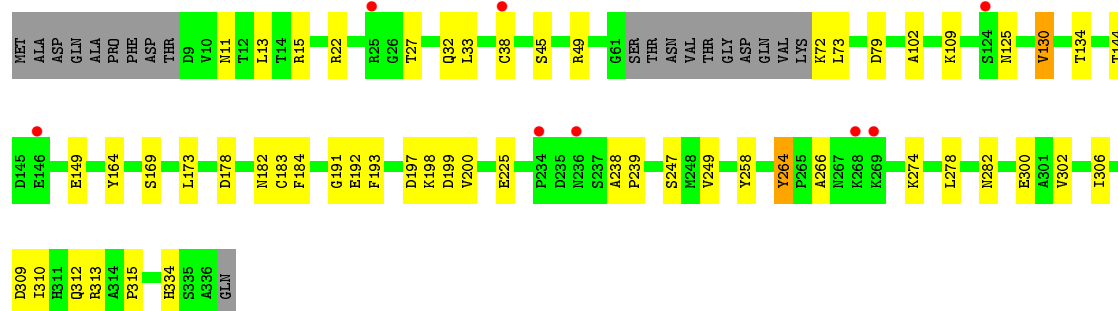 MET ALA ASP GLN ALA PRO PHE ASP THR D9 V10 N11 T12 L13 T14 R15 R22 R25 G26 T27 Q32 L33 C38 S45 R49 G61 SER THR ASN VAL THR GLY ASP GLN VAL LYS K72 L73 D79 A102 K109 S124 N125 V130 T134 T144
D145 E146 E149 Y164 S169 L173 D178 N182 C183 F184 G191 E192 F193 D197 K198 D199 V200 E225 P234 D235 N236 S237 A238 P239 S247 M248 V249 Y258 Y264 P265 A266 N267 K268 K269 K274 L278 N282 E300 A301 V302 I306
D309 I310 H311 Q312 R313 A314 P315 H334 S335 A336 GLN